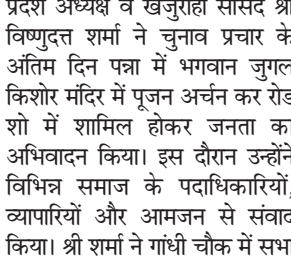 प्रदेश अध्यक्ष व खजुराहो सांसद श्री
विष्णुदत्त शर्मा ने चुनाव प्रचार के
अंतिम दिन पन्ना में भगवान जुगल
किशोर मंदिर में पूजन अर्चन कर रोड
शो में शामिल होकर जनता का
अभिवादन किया। इस दौरान उन्होंने
विभिन्न समाज के पदाधिकारियों,
व्यापारियों और आमजन से संवाद
किया। श्री शर्मा ने गांधी चौक में सभा